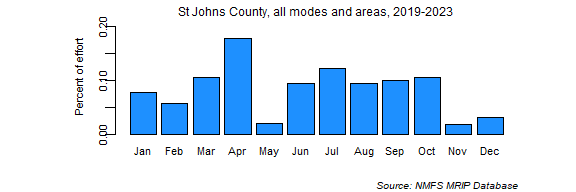 St Johns County, all modes and areas, 2019-2023
Percent of effort
0.20
0.10
0.00
Jan Feb Mar Apr May Jun Jul Aug Sep Oct Nov Dec
Source: NMFS MRIP Database